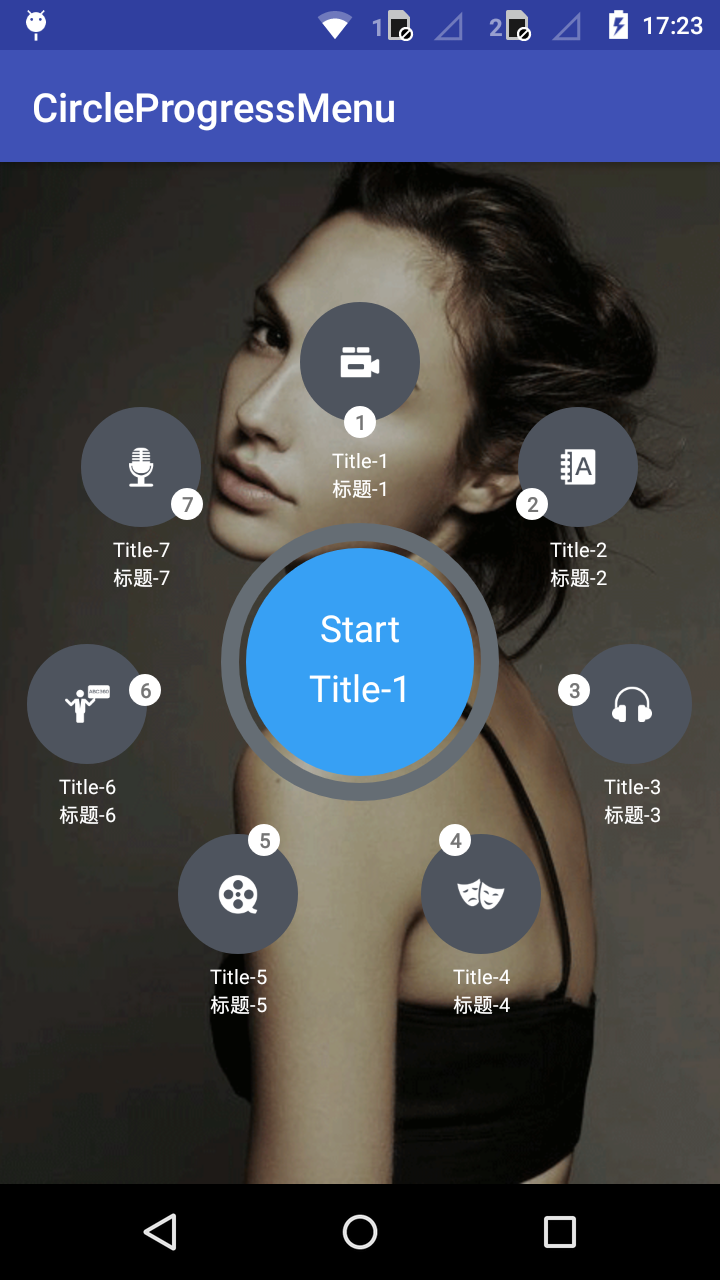 1 2 17:23
CircleProgressMenu
1
Title-1
标题-1
7
Title-7
标题-7
A
2
Title-2
标题-2
Start
Title-1
ABC360
6
Title-6
标题-6
3
Title-3
标题-3
5
Title-5
标题-5
4
Title-4
标题-4